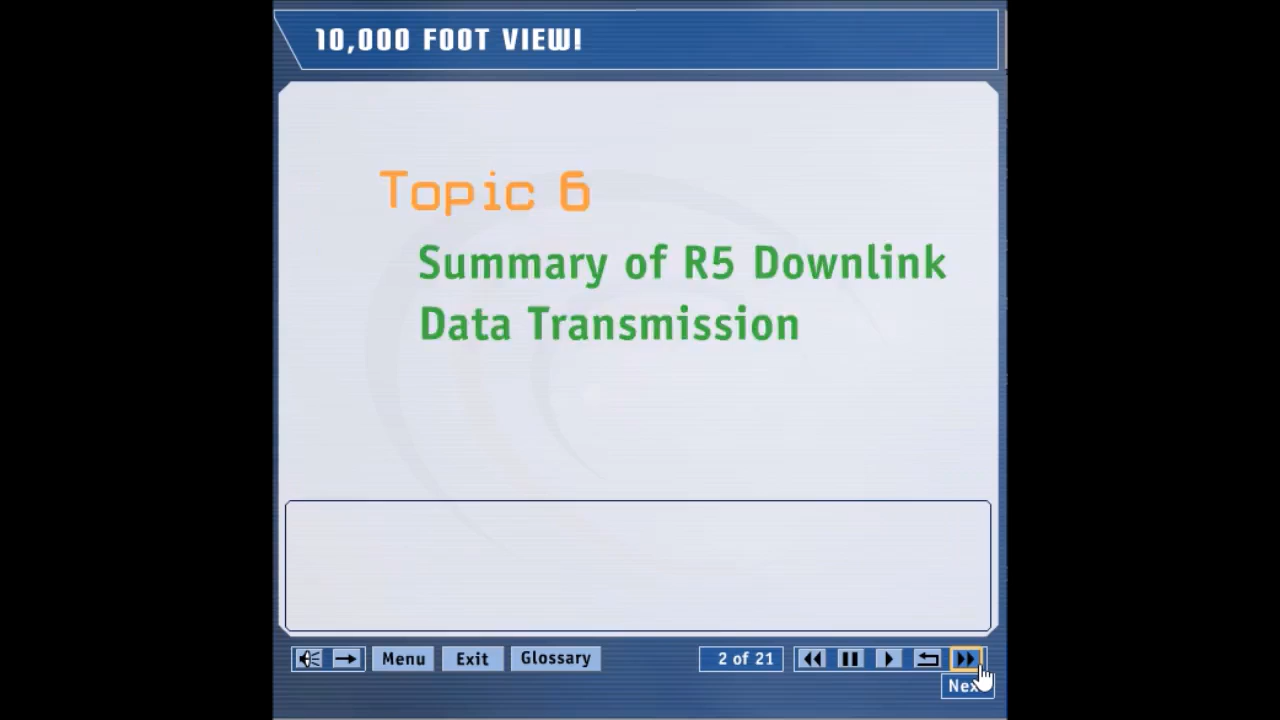 10,000 FOOT VIEW!
Topic 6
Summary of R5 Downlink
Data Transmission
Menu Exit Glossary 2 of 21